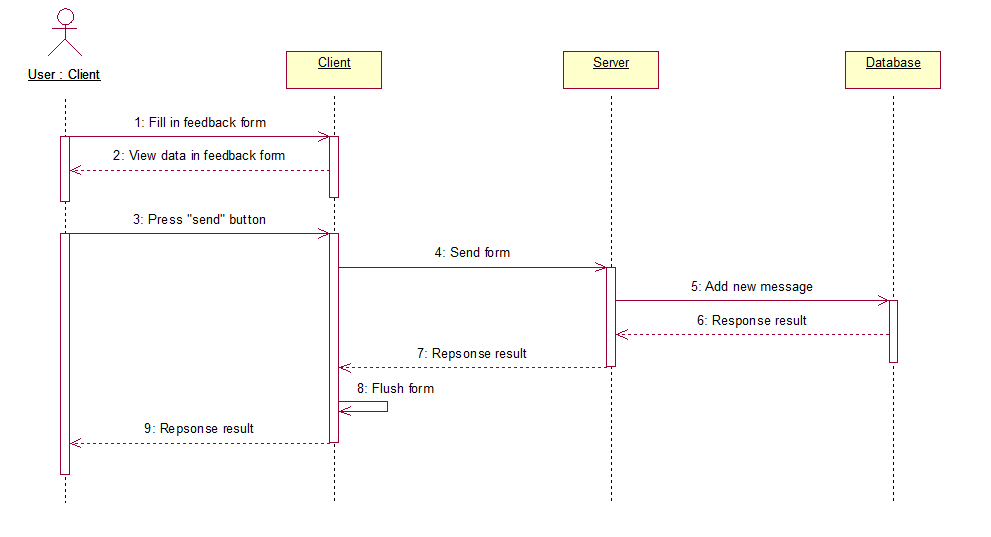 User : Client
Client
Server
Database
1: Fill in feedback form
2: View data in feedback form
3: Press "send" button
4: Send form
5: Add new message
6: Response result
7: Repsonse result
8: Flush form
9: Repsonse result